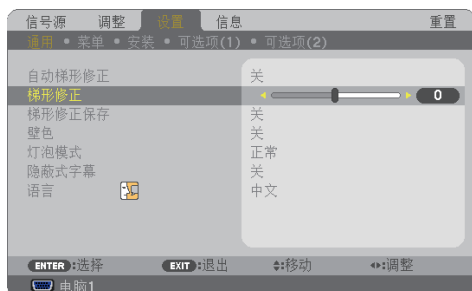 信号源 调整 设置 信息 重置
通用 • 菜单 • 安装 • 可选项(1) • 可选项(2)
自动梯形修正 关
梯形修正 0
梯形修正保存 关
壁色 关
灯泡模式 正常
隐蔽式字幕 关
语言 中文
ENTER:选择 EXIT:退出 :移动 :调整
电脑1